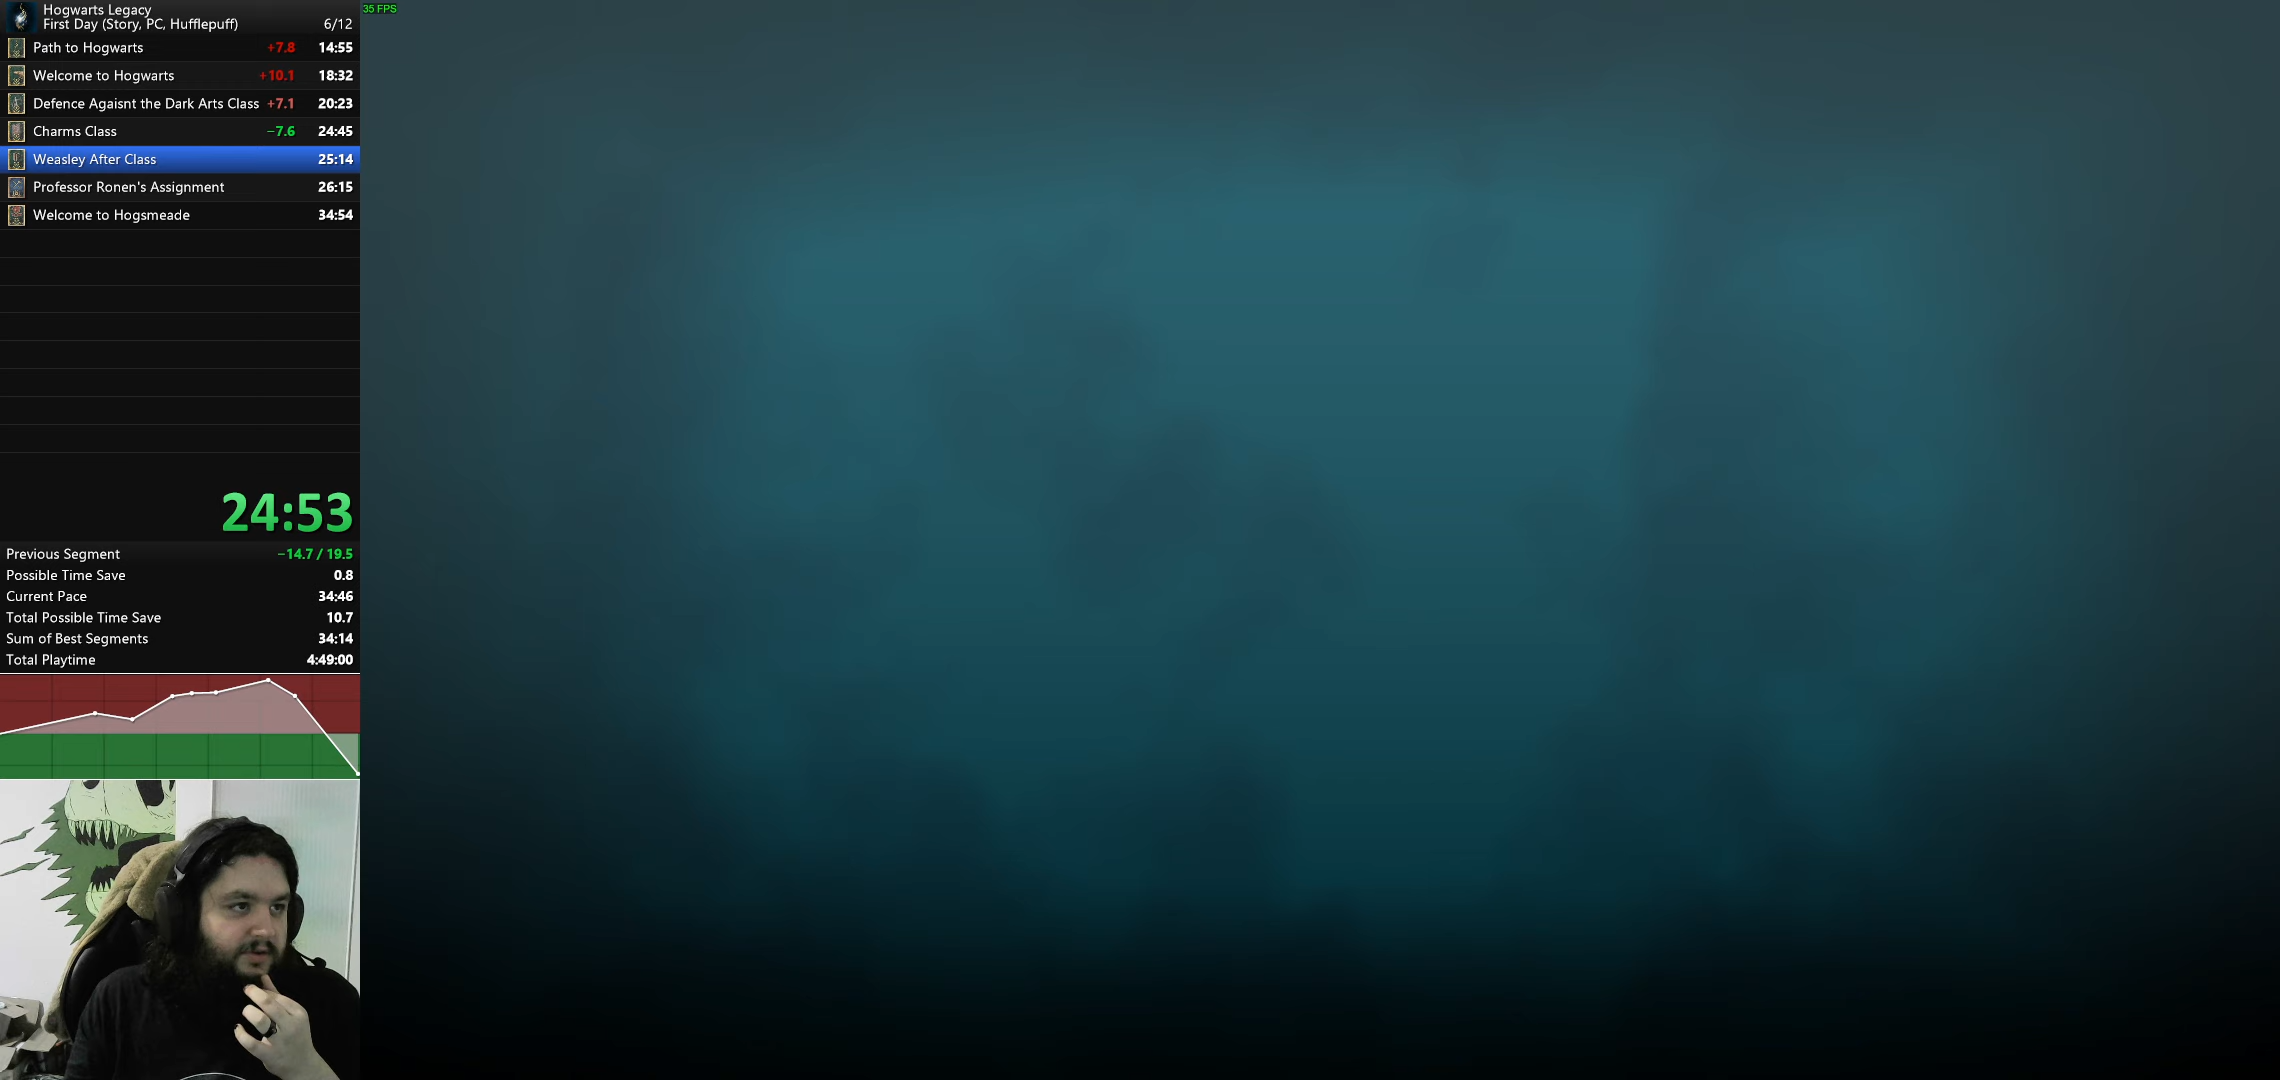 Hogwarts Legacy
First Day (Story, PC, Hufflepuff) 6/12
35 FPS
Path to Hogwarts +7.8 14:55
Welcome to Hogwarts +10.1 18:32
Defence Agaisnt the Dark Arts Class +7.1 20:23
Charms Class −7.6 24:45
Weasley After Class 25:14
Professor Ronen's Assignment 26:15
Welcome to Hogsmeade 34:54
24:53
Previous Segment −14.7 / 19.5
Possible Time Save 0.8
Current Pace 34:46
Total Possible Time Save 10.7
Sum of Best Segments 34:14
Total Playtime 4:49:00